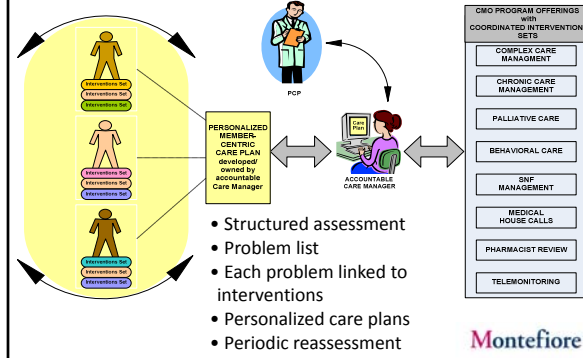 Interventions Set
Interventions Set
Interventions Set
Interventions Set
Interventions Set
Interventions Set
Interventions Set
Interventions Set
Interventions Set
PERSONALIZED
MEMBER-
CENTRIC
CARE PLAN
developed/
owned by
accountable
Care Manager
PCP
Care
Plan
ACCOUNTABLE
CARE MANAGER
• Structured assessment
• Problem list
• Each problem linked to
interventions
• Personalized care plans
• Periodic reassessment
CMO PROGRAM OFFERINGS
with
COORDINATED INTERVENTION
SETS
COMPLEX CARE
MANAGMENT
CHRONIC CARE
MANAGEMENT
PALLIATIVE CARE
BEHAVIORAL CARE
SNF
MANAGEMENT
MEDICAL
HOUSE CALLS
PHARMACIST REVIEW
TELEMONITORING
Montefiore